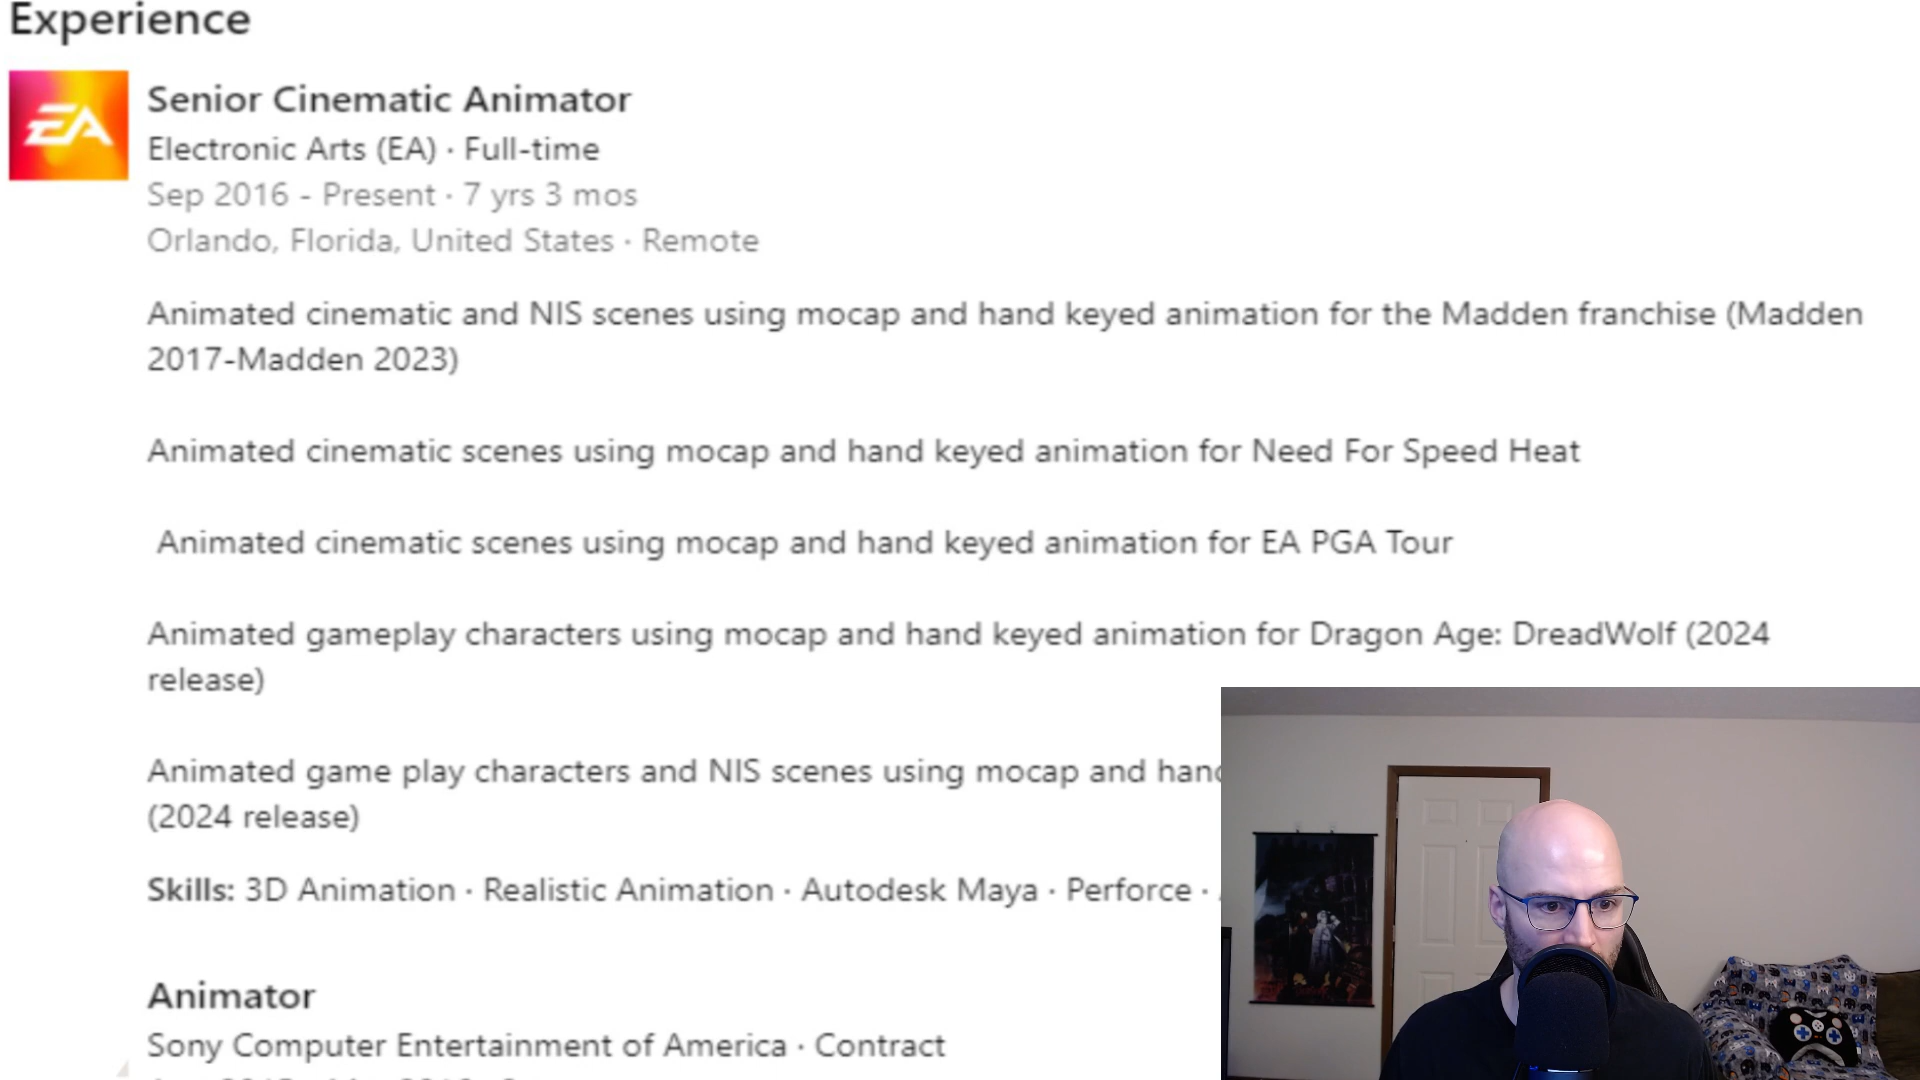 Experience
EA
Senior Cinematic Animator
Electronic Arts (EA) · Full-time
Sep 2016 - Present · 7 yrs 3 mos
Orlando, Florida, United States · Remote
Animated cinematic and NIS scenes using mocap and hand keyed animation for the Madden franchise (Madden
2017-Madden 2023)
Animated cinematic scenes using mocap and hand keyed animation for Need For Speed Heat
Animated cinematic scenes using mocap and hand keyed animation for EA PGA Tour
Animated gameplay characters using mocap and hand keyed animation for Dragon Age: DreadWolf (2024
release)
Animated game play characters and NIS scenes using mocap and hand
(2024 release)
Skills: 3D Animation · Realistic Animation · Autodesk Maya · Perforce ·
Animator
Sony Computer Entertainment of America · Contract